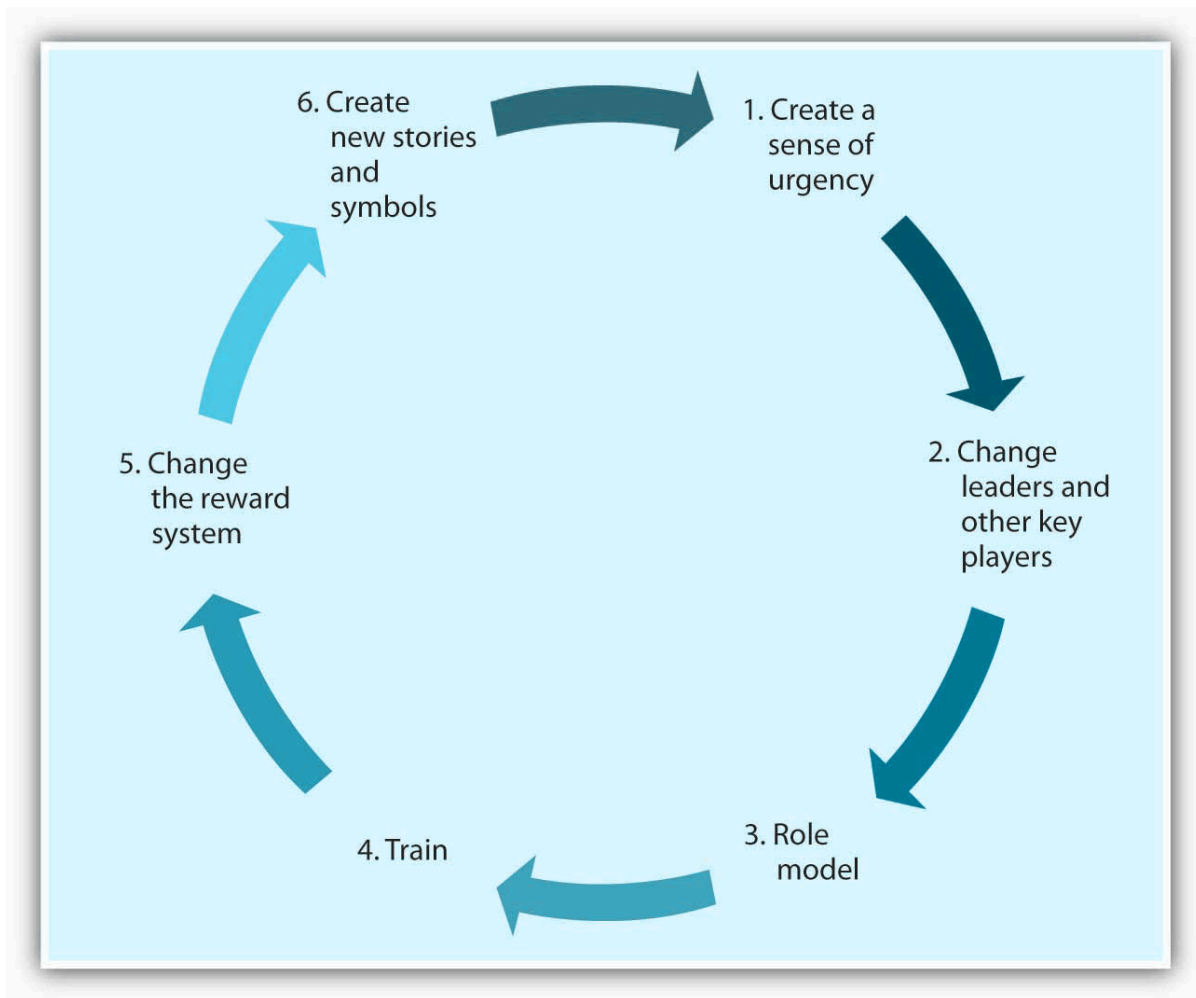 1. Create a
sense of
urgency
2. Change
leaders and
other key
players
3. Role
model
4. Train
5. Change
the reward
system
6. Create
new stories
and
symbols